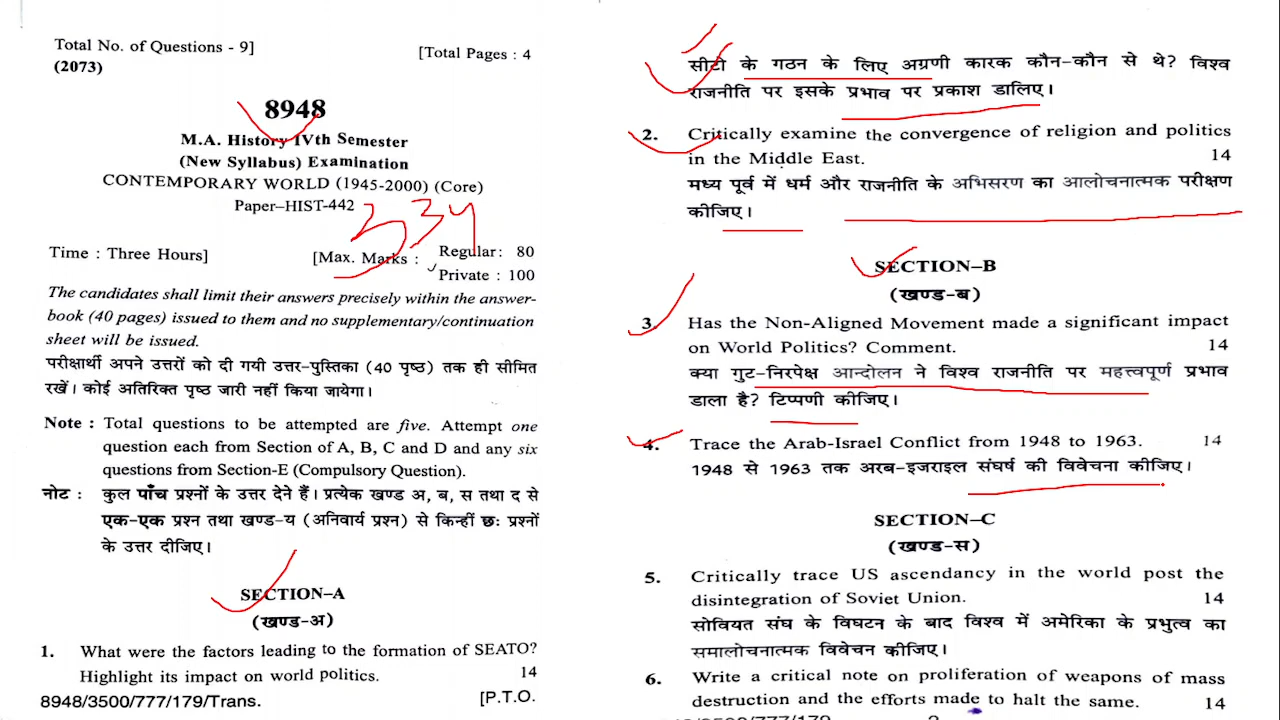 Total No. of Questions - 9]
[Total Pages : 4
(2073)
8948
M.A. History IVth Semester
(New Syllabus) Examination
CONTEMPORARY WORLD (1945-2000) (Core)
Paper–HIST-442
Time : Three Hours]
[Max. Marks :
Regular: 80
Private : 100
The candidates shall limit their answers precisely within the answer-
book (40 pages) issued to them and no supplementary/continuation
sheet will be issued.
परीक्षार्थी अपने उत्तरों को दी गयी उत्तर-पुस्तिका (40 पृष्ठ) तक ही सीमित
रखें। कोई अतिरिक्त पृष्ठ जारी नहीं किया जायेगा।
Note : Total questions to be attempted are five. Attempt one
question each from Section of A, B, C and D and any six
questions from Section-E (Compulsory Question).
नोट : कुल पाँच प्रश्नों के उत्तर देने हैं। प्रत्येक खण्ड अ, ब, स तथा द से
एक-एक प्रश्न तथा खण्ड-य (अनिवार्य प्रश्न) से किन्हीं छः प्रश्नों
के उत्तर दीजिए।
SECTION–A
(खण्ड-अ)
1. What were the factors leading to the formation of SEATO?
Highlight its impact on world politics. 14
8948/3500/777/179/Trans. [P.T.O.
सीटो के गठन के लिए अग्रणी कारक कौन-कौन से थे? विश्व
राजनीति पर इसके प्रभाव पर प्रकाश डालिए।
2. Critically examine the convergence of religion and politics
in the Middle East. 14
मध्य पूर्व में धर्म और राजनीति के अभिसरण का आलोचनात्मक परीक्षण
कीजिए।
SECTION–B
(खण्ड-ब)
3. Has the Non-Aligned Movement made a significant impact
on World Politics? Comment. 14
क्या गुट-निरपेक्ष आन्दोलन ने विश्व राजनीति पर महत्त्वपूर्ण प्रभाव
डाला है? टिप्पणी कीजिए।
4. Trace the Arab-Israel Conflict from 1948 to 1963. 14
1948 से 1963 तक अरब-इजराइल संघर्ष की विवेचना कीजिए।
SECTION–C
(खण्ड-स)
5. Critically trace US ascendancy in the world post the
disintegration of Soviet Union. 14
सोवियत संघ के विघटन के बाद विश्व में अमेरिका के प्रभुत्व का
समालोचनात्मक विवेचन कीजिए।
6. Write a critical note on proliferation of weapons of mass
destruction and the efforts made to halt the same. 14